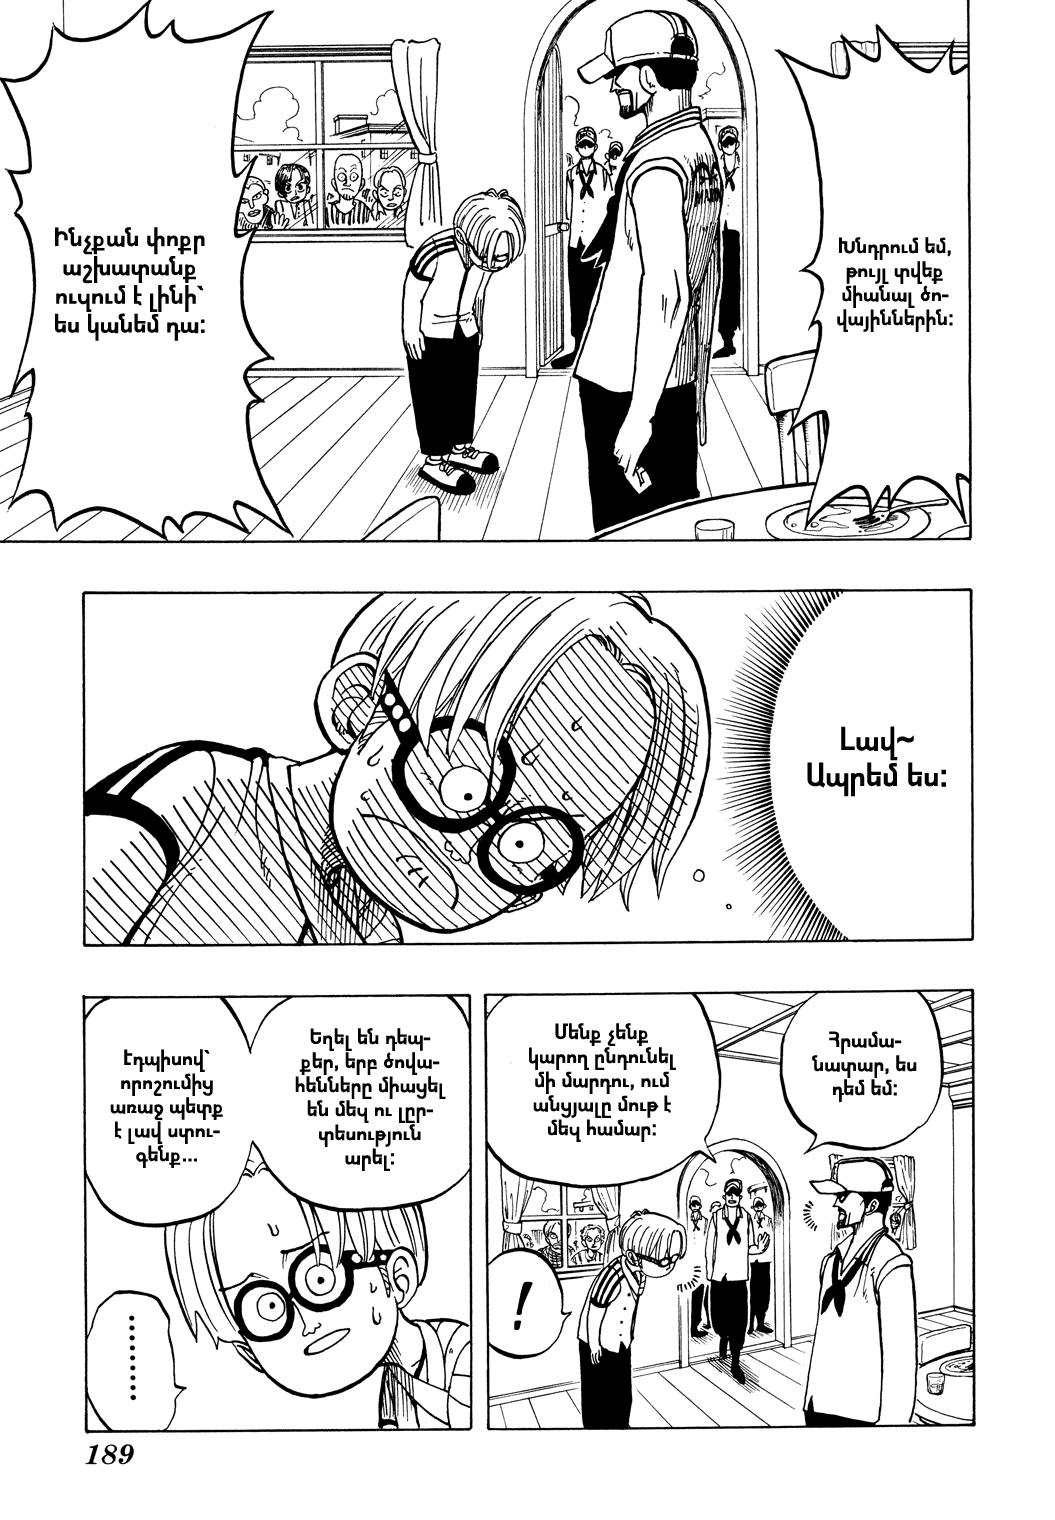 Խնդրում եմ,
թույլ տվեք
միանալ ծո-
վայիններին:
Ինչքան փոքր
աշխատանք
ուզում է լինի՝
ես կանեմ դա:
Լավ~
Ապրեմ ես:
Հրամա-
նատար, ես
դեմ եմ:
Մենք չենք
կարող ընդունել
մի մարդու, ում
անցյալը մութ է
մեզ համար:
!
Եղել են դեպ-
քեր, երբ ծովա-
հենները միացել
են մեզ ու լըր-
տեսություն
արել:
Էդպիսով՝
որոշումից
առաջ պետք
է լավ ստու-
գենք...
.........
189